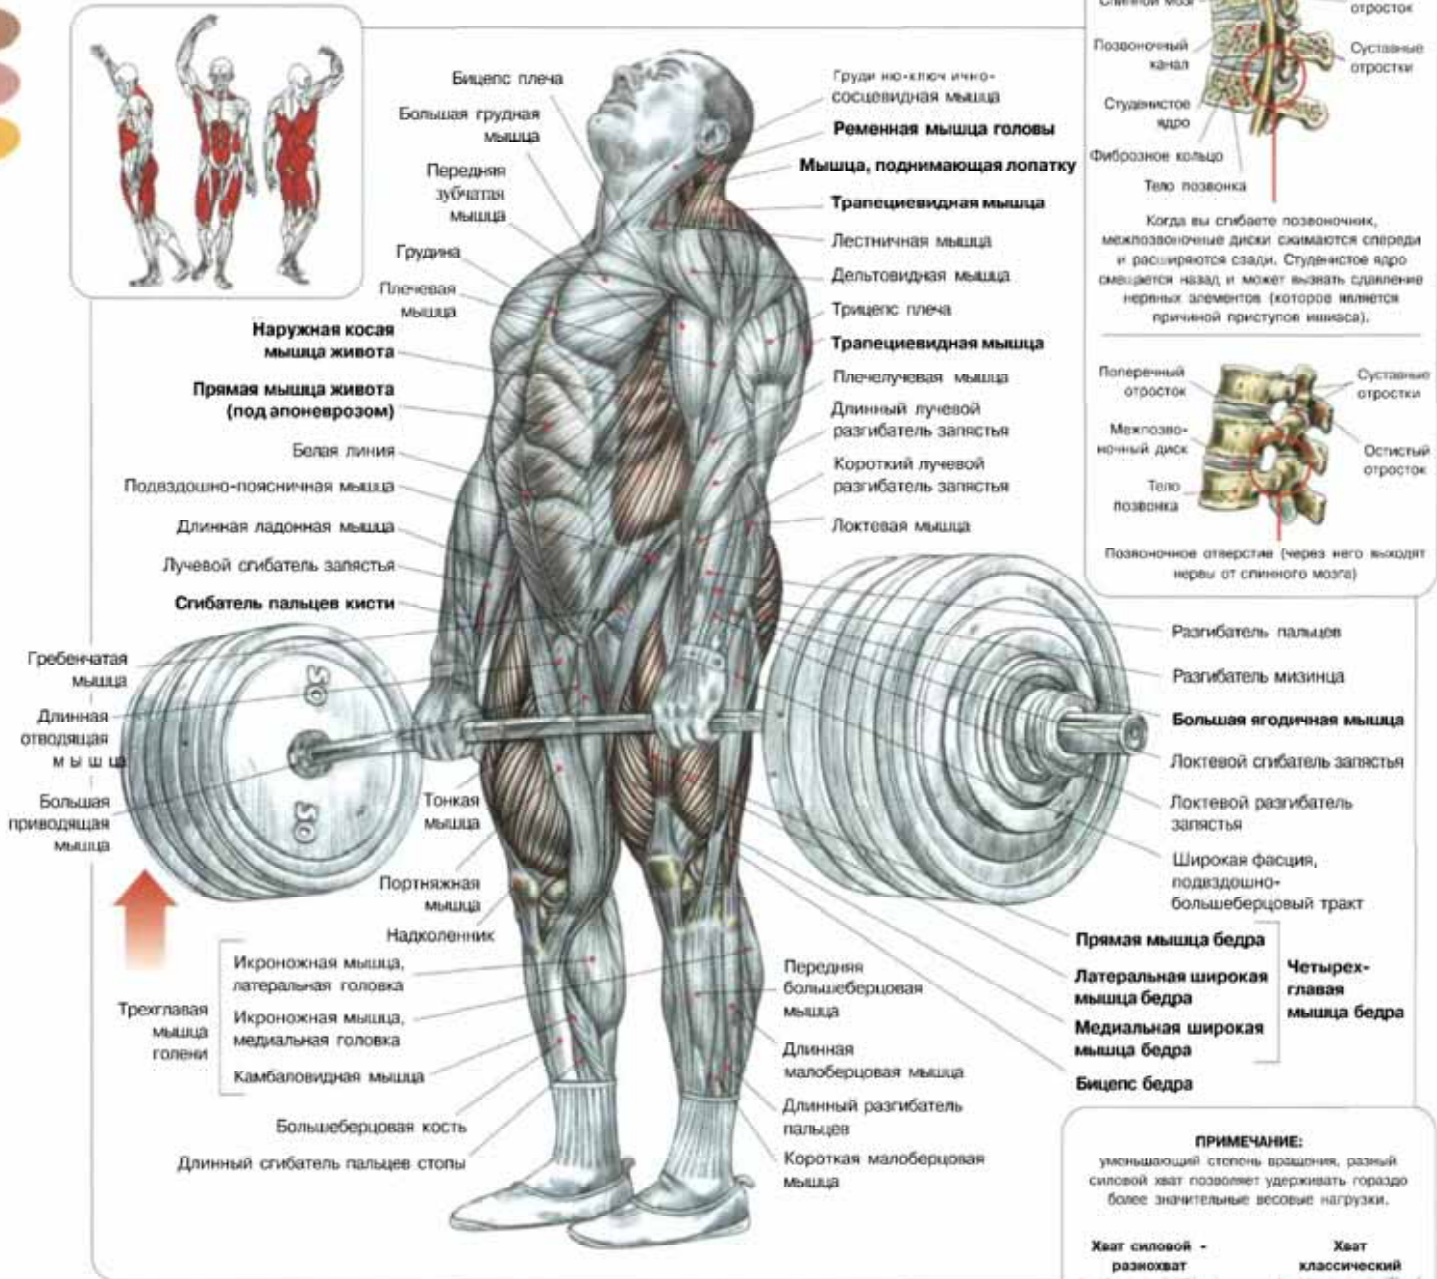 Бицепс плеча
Большая грудная
мышца
Передняя
зубчатая
мышца
Грудина
Плечевая
мышца
Наружная косая
мышца живота
Прямая мышца живота
(под апоневрозом)
Белая линия
Подвздошно-поясничная мышца
Длинная ладонная мышца
Лучевой сгибатель запястья
Сгибатель пальцев кисти
Гребенчатая
мышца
Длинная
отводящая
мышца
Большая
приводящая
мышца
50
50
Тонкая
мышца
Портняжная
мышца
Надколенник
Трехглавая
мышца
голени
Икроножная мышца,
латеральная головка
Икроножная мышца,
медиальная головка
Камбаловидная мышца
Большеберцовая кость
Длинный сгибатель пальцев стопы
Груди но-ключ ично-
сосцевидная мышца
Ременная мышца головы
Мышца, поднимающая лопатку
Трапециевидная мышца
Лестничная мышца
Дельтовидная мышца
Трицепс плеча
Трапециевидная мышца
Плечелучевая мышца
Длинный лучевой
разгибатель запястья
Короткий лучевой
разгибатель запястья
Локтевая мышца
Разгибатель пальцев
Разгибатель мизинца
Большая ягодичная мышца
Локтевой сгибатель запястья
Локтевой разгибатель
запястья
Широкая фасция,
подвздошно-
большеберцовый тракт
Прямая мышца бедра
Латеральная широкая
мышца бедра
Медиальная широкая
мышца бедра
Четырех-
главая
мышца бедра
Бицепс бедра
Передняя
большеберцовая
мышца
Длинная
малоберцовая мышца
Длинный разгибатель
пальцев
Короткая малоберцовая
мышца
Спинной мозг
отросток
Позвоночный
канал
Суставные
отростки
Студенистое
ядро
Фиброзное кольцо
Тело позвонка
Когда вы сгибаете позвоночник,
межпозвоночные диски сжимаются спереди
и расширяются сзади. Студенистое ядро
смещается назад и может вызвать сдавление
нервных элементов (которое является
причиной приступов ишиаса).
Поперечный
отросток
Суставные
отростки
Межпозво-
ночный диск
Остистый
отросток
Тело
позвонка
Позвоночное отверстие (через него выходят
нервы от спинного мозга)
ПРИМЕЧАНИЕ:
уменьшающий степень вращения, разный
силовой хват позволяет удерживать гораздо
более значительные весовые нагрузки.
Хват силовой -
разнохват
Хват
классический